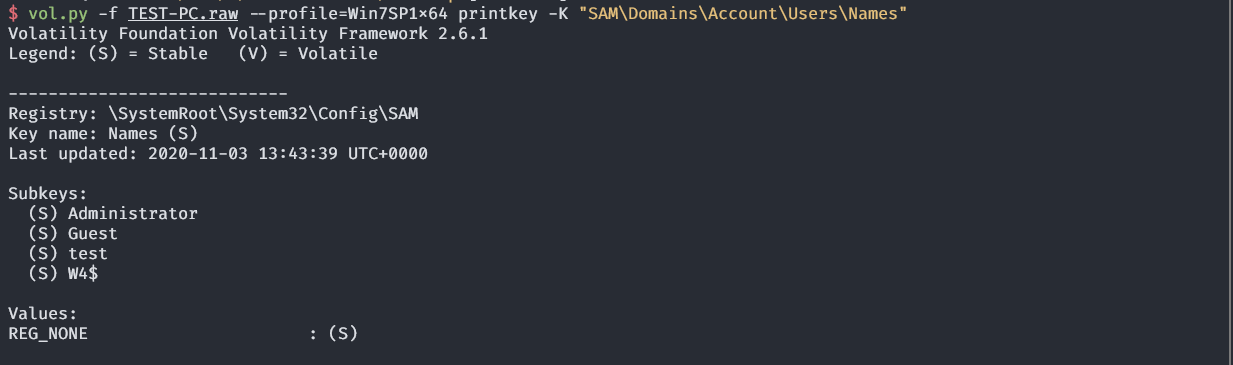 $ vol.py -f TEST-PC.raw --profile=Win7SP1x64 printkey -K "SAM\Domains\Account\Users\Names"
Volatility Foundation Volatility Framework 2.6.1
Legend: (S) = Stable   (V) = Volatile

----------------------------
Registry: \SystemRoot\System32\Config\SAM
Key name: Names (S)
Last updated: 2020-11-03 13:43:39 UTC+0000

Subkeys:
  (S) Administrator
  (S) Guest
  (S) test
  (S) W4$

Values:
REG_NONE                      : (S)